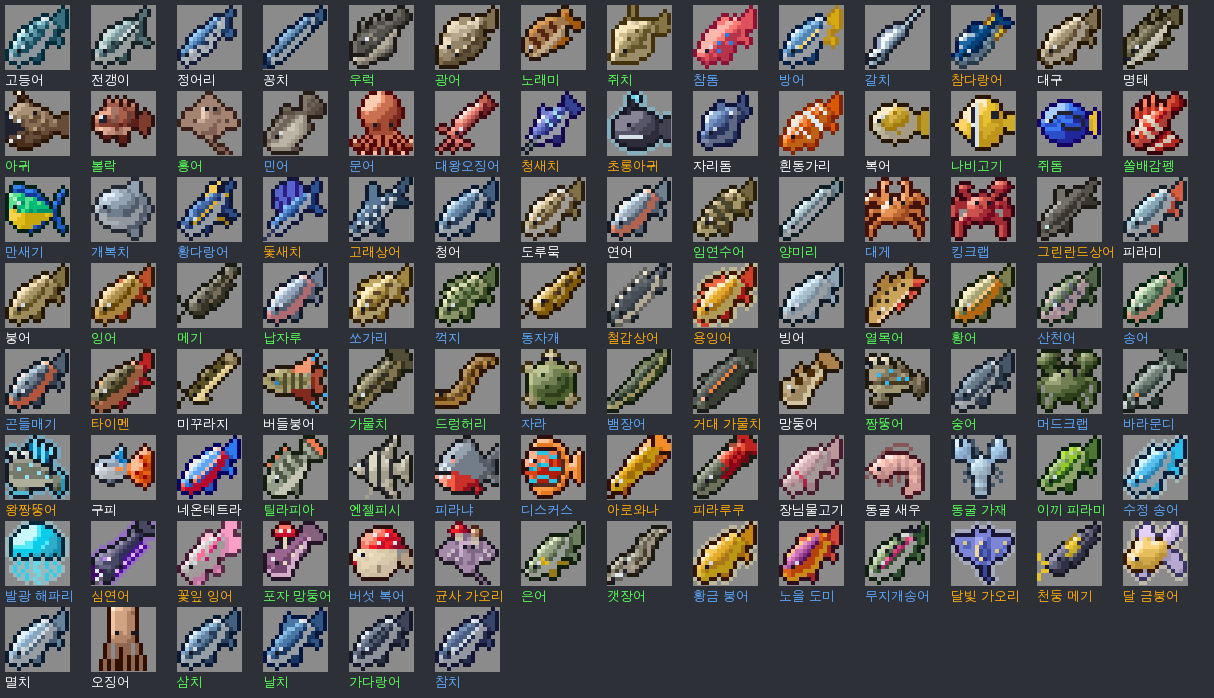 고등어 전갱이 정어리 꽁치 우럭 광어 노래미 쥐치 참돔 방어 갈치 참다랑어 대구 명태
아귀 볼락 홍어 민어 문어 대왕오징어 청새치 초롱아귀 자리돔 흰동가리 복어 나비고기 쥐돔 쏠배감펭
만새기 개복치 황다랑어 돛새치 고래상어 청어 도루묵 연어 임연수어 양미리 대게 킹크랩 그린란드상어 피라미
붕어 잉어 메기 납자루 쏘가리 꺽지 동자개 철갑상어 용잉어 빙어 열목어 황어 산천어 송어
곤들매기 타이멘 미꾸라지 버들붕어 가물치 드렁허리 자라 뱀장어 거대 가물치 망둥어 짱뚱어 숭어 머드크랩 바라문디
왕짱뚱어 구피 네온테트라 틸라피아 엔젤피시 피라냐 디스커스 아로와나 피라루쿠 장님물고기 동굴 새우 동굴 가재 이끼 피라미 수정 송어
발광 해파리 심연어 꽃잎 잉어 포자 망둥어 버섯 복어 균사 가오리 은어 갯장어 황금 붕어 노을 도미 무지개송어 달빛 가오리 천둥 메기 달 금붕어
멸치 오징어 삼치 날치 가다랑어 참치